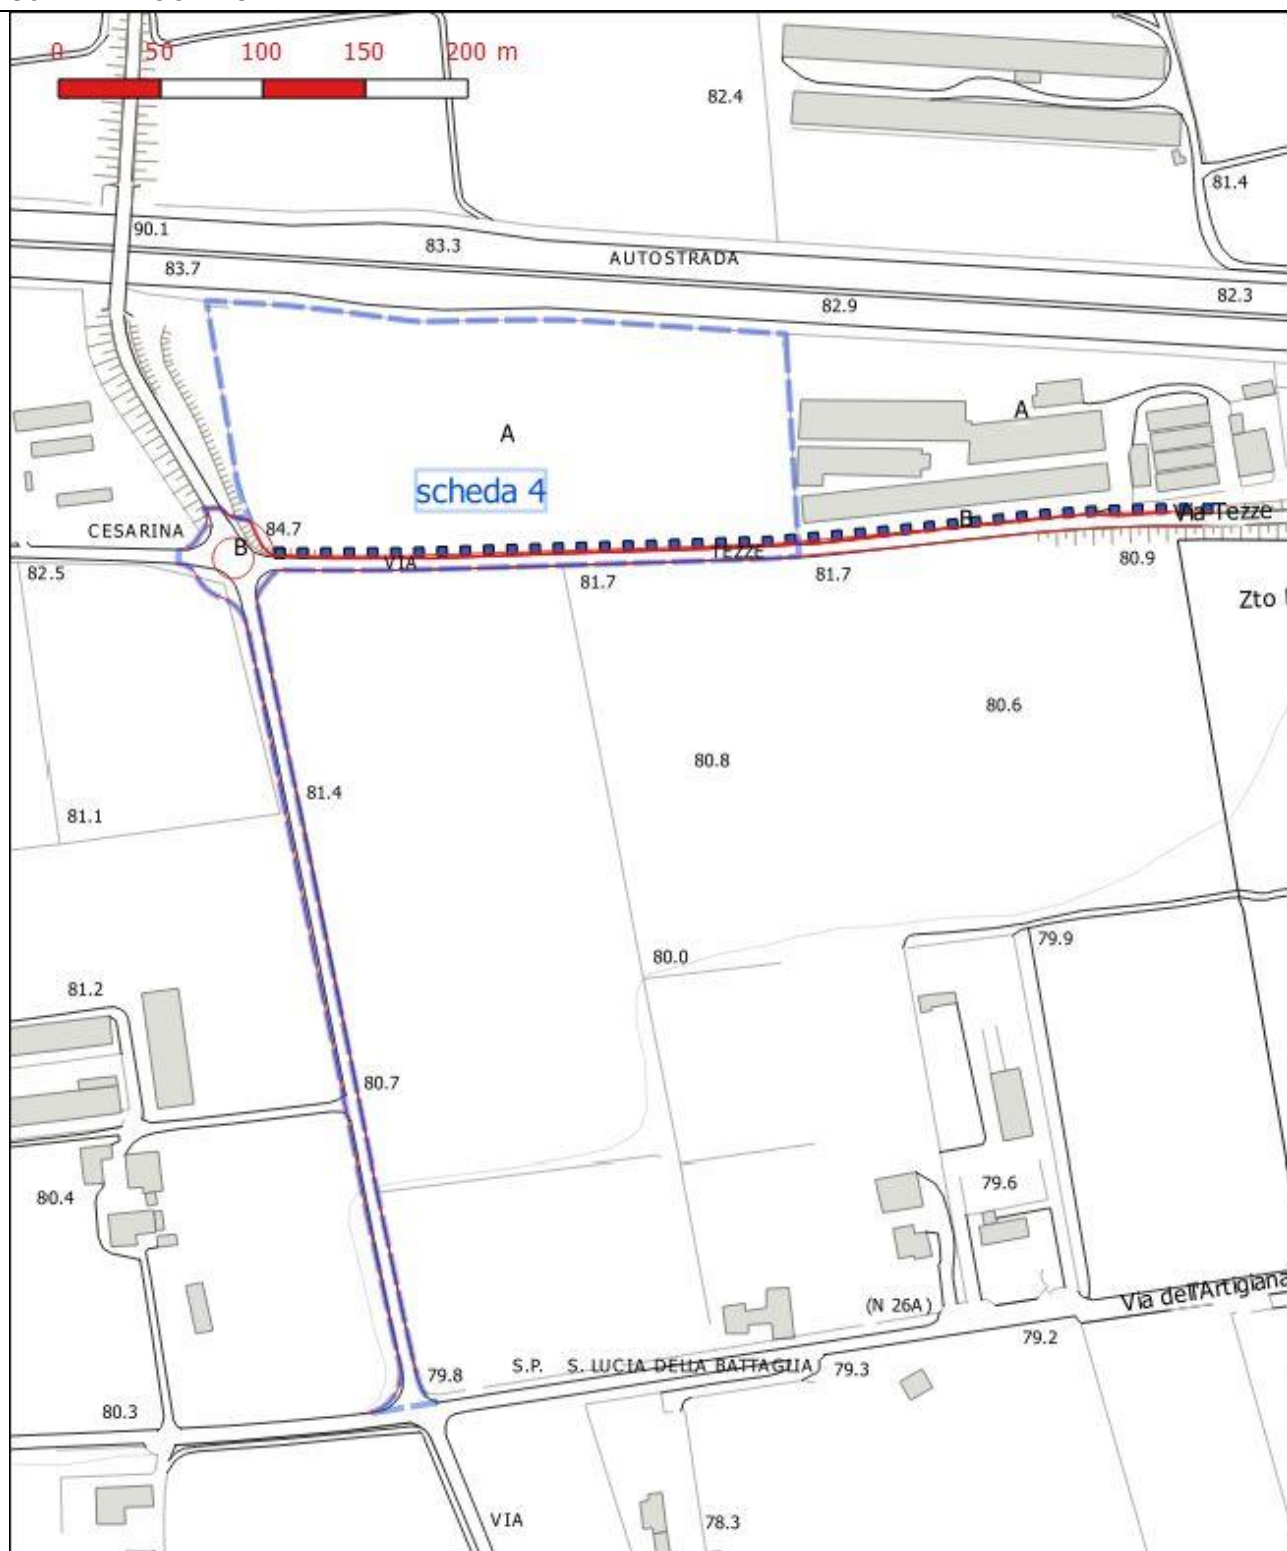 0 50 100 150 200 m
82.4
81.4
90.1
83.3
AUTOSTRADA
83.7
82.3
82.9
A
A
scheda 4
CESARINA
84.7
B
B
Via Tezze
VIA
TEZZE
82.5
81.7
81.7
80.9
Zto
80.6
80.8
81.4
81.1
80.0
79.9
81.2
80.7
80.4
79.6
(N 26A)
Via dell'Artigiana
79.2
79.8
S.P. S. LUCIA DELLA BATTAGLIA
79.3
80.3
VIA
78.3